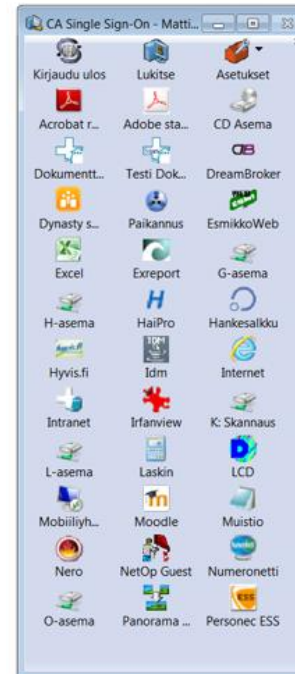 CA Single Sign-On - Matti...
Kirjaudu ulos Lukitse Asetukset
Acrobat r... Adobe sta... CD Asema
Dokumentt... Testi Dok... DreamBroker
Dynasty s... Paikannus EsmikkoWeb
Excel Exreport G-asema
H-asema HaiPro Hankesalkku
Hyvis.fi Idm Internet
Intranet Irfanview K: Skannaus
L-asema Laskin LCD
Mobiiliyh... Moodle Muistio
Nero NetOp Guest Numeronetti
O-asema Panorama ... Personec ESS